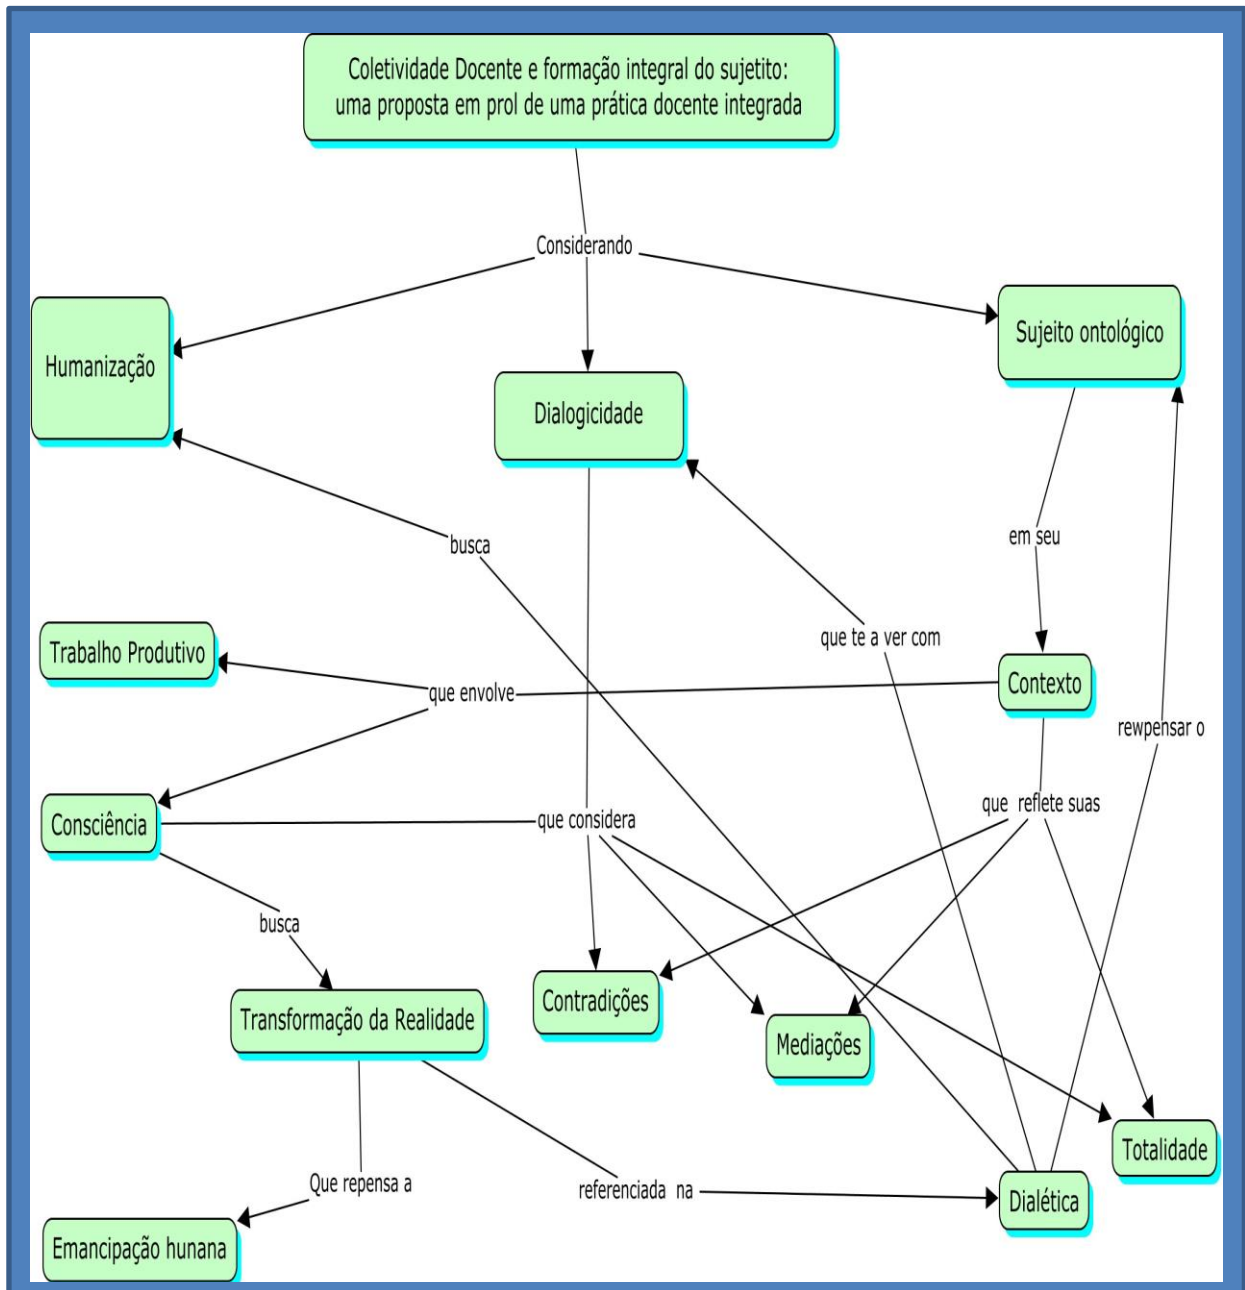 Coletividade Docente e formação integral do sujetito:
uma proposta em prol de uma prática docente integrada
Considerando
Humanização
Sujeito ontológico
Dialogicidade
busca
em seu
que te a ver com
Trabalho Produtivo
que envolve
Contexto
rewpensar o
Consciência
que considera
que reflete suas
busca
Transformação da Realidade
Contradições
Mediações
Totalidade
Que repensa a
referenciada na
Dialética
Emancipação hunana